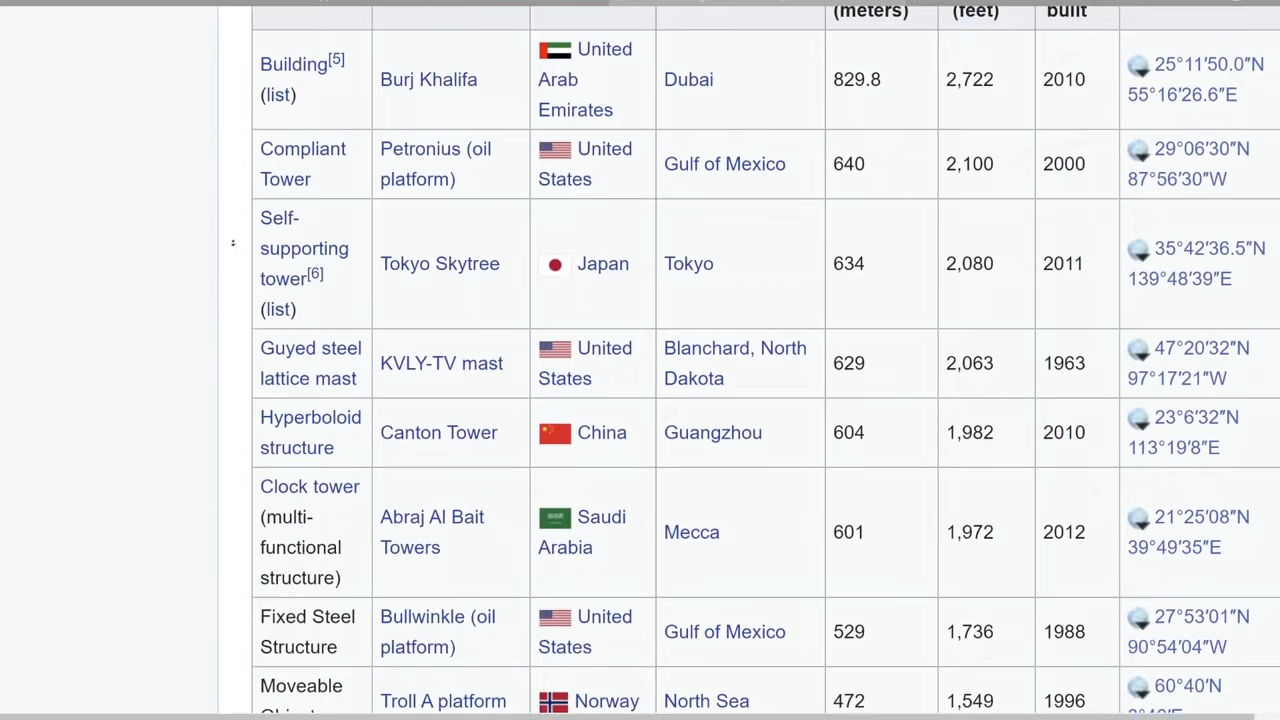 (meters) (feet) built
Building[5] (list) Burj Khalifa United Arab Emirates Dubai 829.8 2,722 2010 25°11′50.0″N 55°16′26.6″E
Compliant Tower Petronius (oil platform) United States Gulf of Mexico 640 2,100 2000 29°06′30″N 87°56′30″W
Self-supporting tower[6] (list) Tokyo Skytree Japan Tokyo 634 2,080 2011 35°42′36.5″N 139°48′39″E
Guyed steel lattice mast KVLY-TV mast United States Blanchard, North Dakota 629 2,063 1963 47°20′32″N 97°17′21″W
Hyperboloid structure Canton Tower China Guangzhou 604 1,982 2010 23°6′32″N 113°19′8″E
Clock tower (multi-functional structure) Abraj Al Bait Towers Saudi Arabia Mecca 601 1,972 2012 21°25′08″N 39°49′35″E
Fixed Steel Structure Bullwinkle (oil platform) United States Gulf of Mexico 529 1,736 1988 27°53′01″N 90°54′04″W
Moveable Troll A platform Norway North Sea 472 1,549 1996 60°40′N